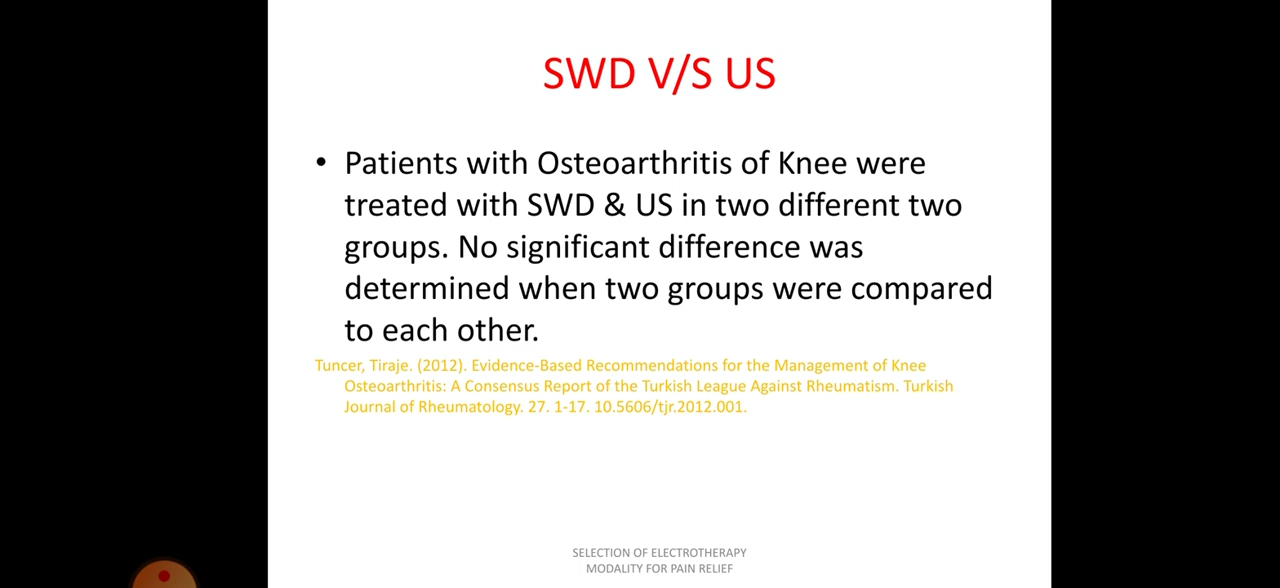 SWD V/S US
• Patients with Osteoarthritis of Knee were
treated with SWD & US in two different two
groups. No significant difference was
determined when two groups were compared
to each other.
Tuncer, Tiraje. (2012). Evidence-Based Recommendations for the Management of Knee
Osteoarthritis: A Consensus Report of the Turkish League Against Rheumatism. Turkish
Journal of Rheumatology. 27. 1-17. 10.5606/tjr.2012.001.
SELECTION OF ELECTROTHERAPY
MODALITY FOR PAIN RELIEF